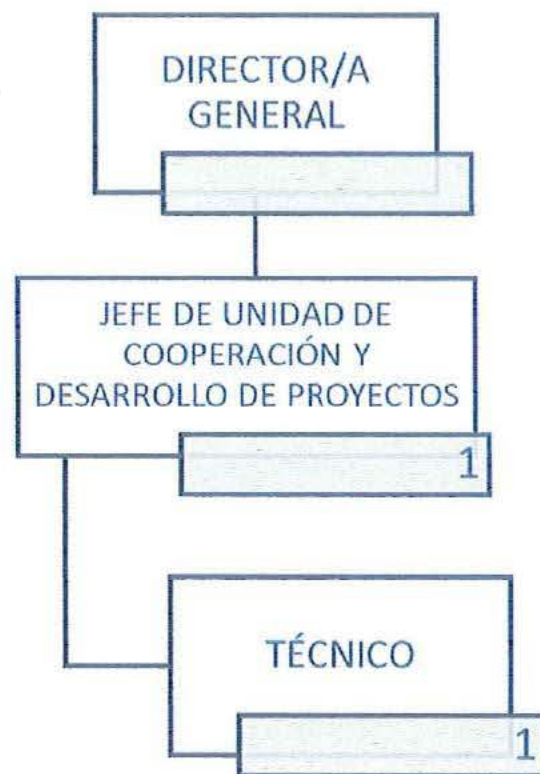 DIRECTOR/A
GENERAL
JEFE DE UNIDAD DE
COOPERACIÓN Y
DESARROLLO DE PROYECTOS
1
TÉCNICO
1